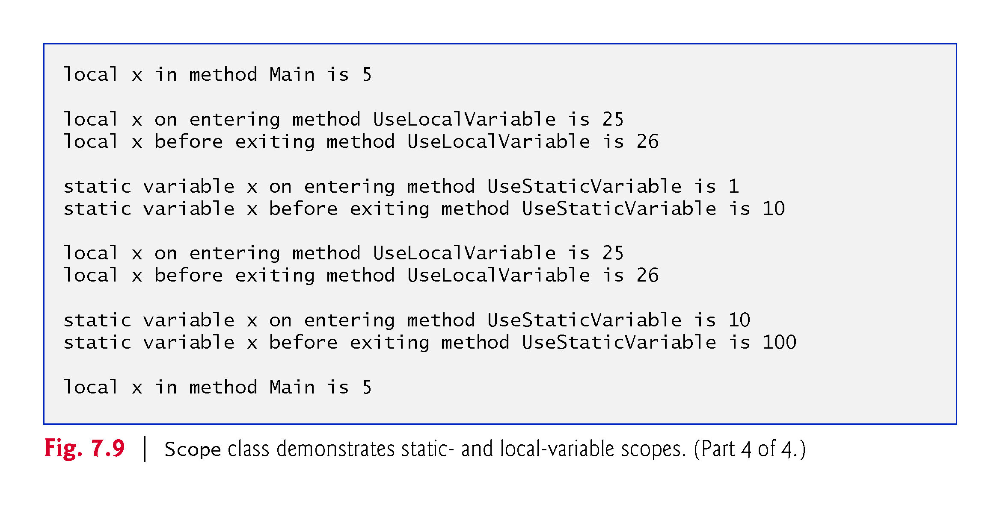 local x in method Main is 5
local x on entering method UseLocalVariable is 25
local x before exiting method UseLocalVariable is 26
static variable x on entering method UseStaticVariable is 1
static variable x before exiting method UseStaticVariable is 10
local x on entering method UseLocalVariable is 25
local x before exiting method UseLocalVariable is 26
static variable x on entering method UseStaticVariable is 10
static variable x before exiting method UseStaticVariable is 100
local x in method Main is 5
Fig. 7.9 | Scope class demonstrates static- and local-variable scopes. (Part 4 of 4.)